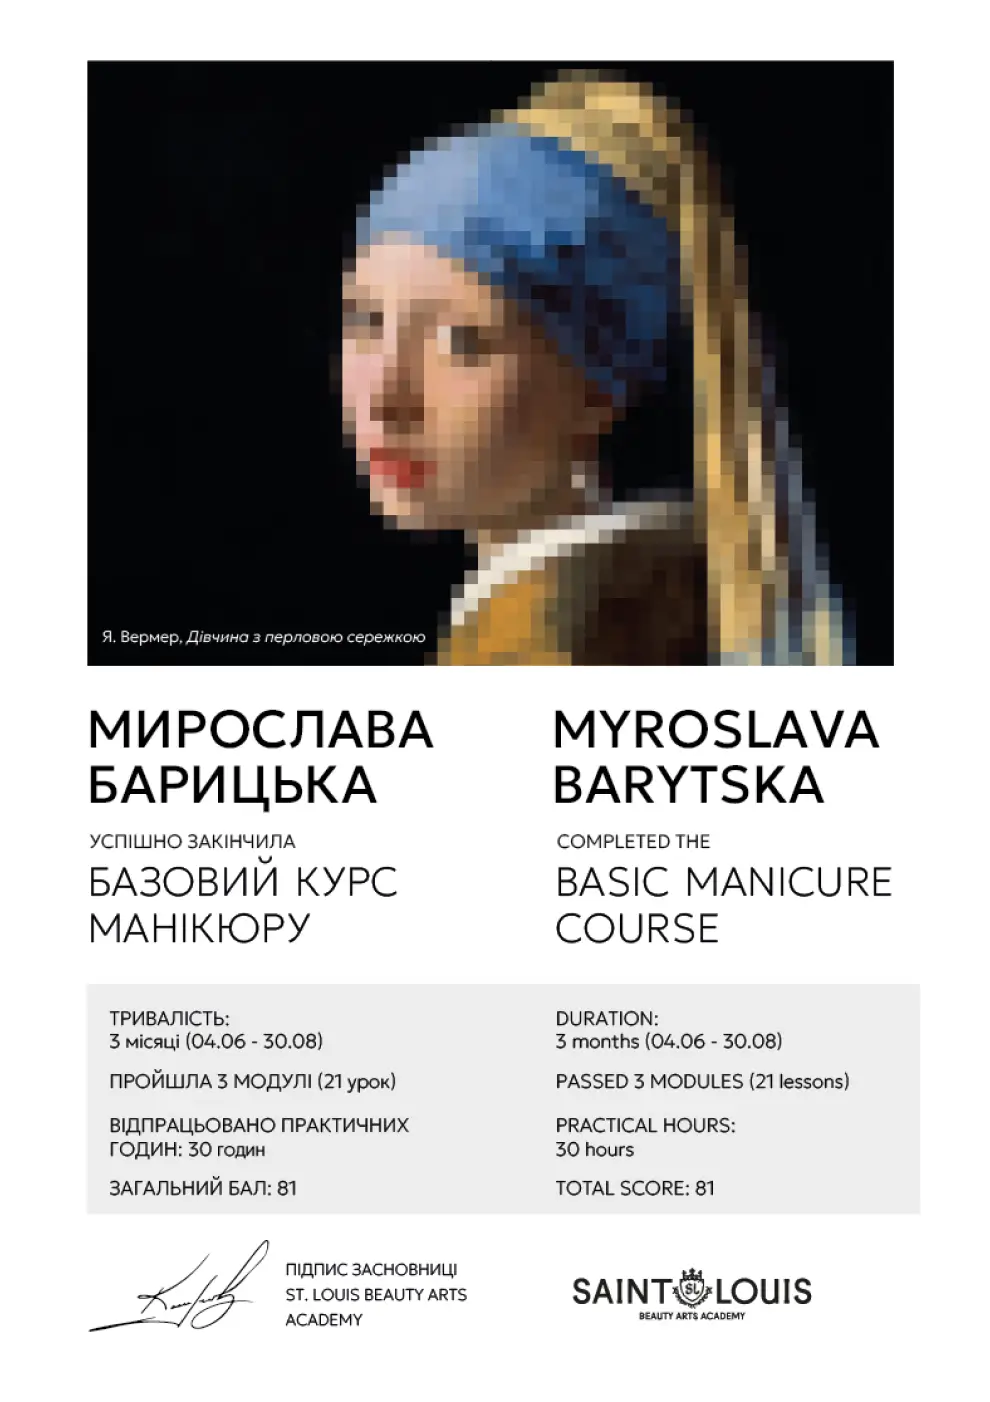 Я. Вермер, Дівчина з перловою сережкою
МИРОСЛАВА
БАРИЦЬКА
УСПІШНО ЗАКІНЧИЛА
БАЗОВИЙ КУРС
МАНІКЮРУ
MYROSLAVA
BARYTSKA
COMPLETED THE
BASIC MANICURE
COURSE
ТРИВАЛІСТЬ:
3 місяці (04.06 - 30.08)
ПРОЙШЛА 3 МОДУЛІ (21 урок)
ВІДПРАЦЬОВАНО ПРАКТИЧНИХ
ГОДИН: 30 годин
ЗАГАЛЬНИЙ БАЛ: 81
DURATION:
3 months (04.06 - 30.08)
PASSED 3 MODULES (21 lessons)
PRACTICAL HOURS:
30 hours
TOTAL SCORE: 81
ПІДПИС ЗАСНОВНИЦІ
ST. LOUIS BEAUTY ARTS
ACADEMY
SAINT SL LOUIS
BEAUTY ARTS ACADEMY